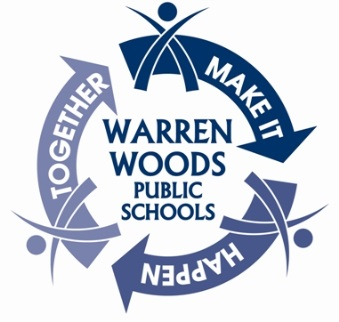 TOGETHER
MAKE IT
HAPPEN
WARREN
WOODS
PUBLIC
SCHOOLS